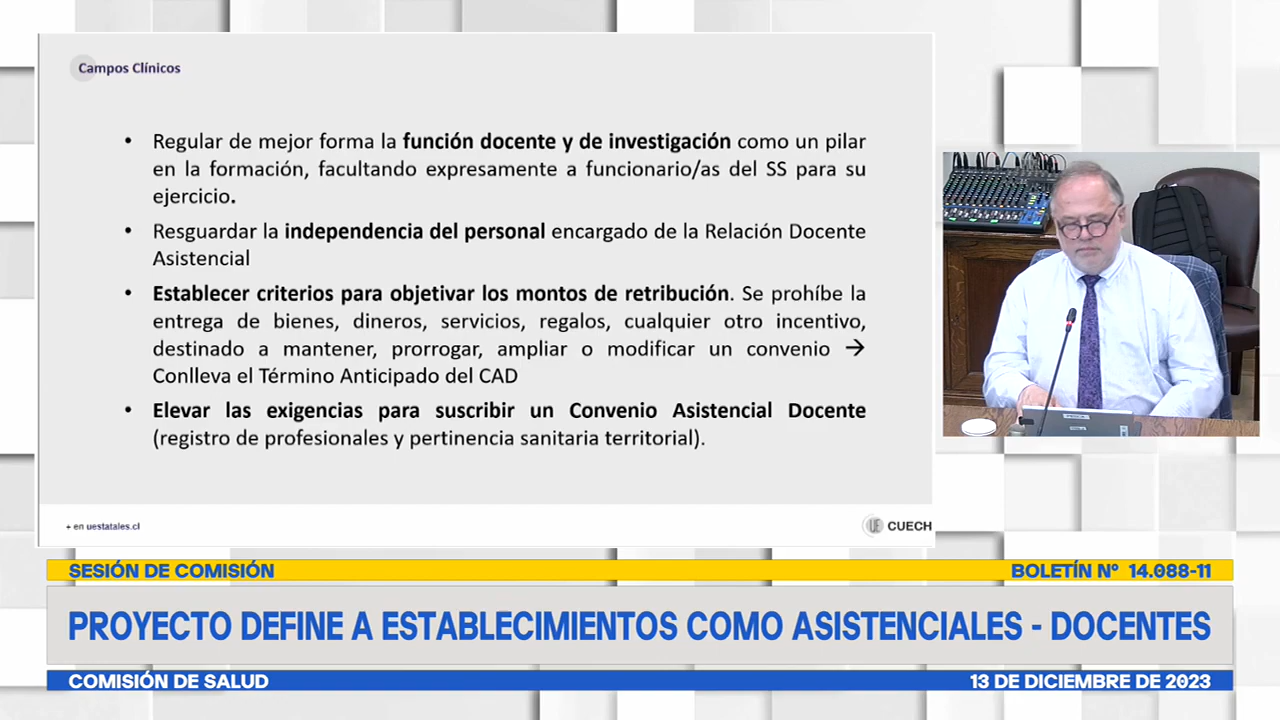 Campos Clínicos
• Regular de mejor forma la función docente y de investigación como un pilar
en la formación, facultando expresamente a funcionario/as del SS para su
ejercicio.
• Resguardar la independencia del personal encargado de la Relación Docente
Asistencial
• Establecer criterios para objetivar los montos de retribución. Se prohíbe la
entrega de bienes, dineros, servicios, regalos, cualquier otro incentivo,
destinado a mantener, prorrogar, ampliar o modificar un convenio →
Conlleva el Término Anticipado del CAD
• Elevar las exigencias para suscribir un Convenio Asistencial Docente
(registro de profesionales y pertinencia sanitaria territorial).
+ en uestatales.cl
UE CUECH
SESIÓN DE COMISIÓN
BOLETÍN N° 14.088-11
PROYECTO DEFINE A ESTABLECIMIENTOS COMO ASISTENCIALES - DOCENTES
COMISIÓN DE SALUD
13 DE DICIEMBRE DE 2023